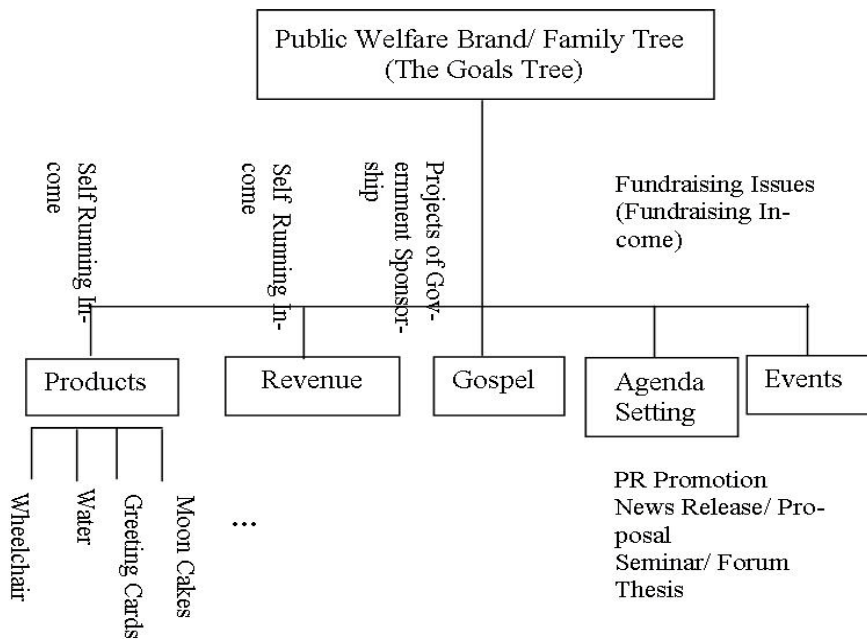 Public Welfare Brand/ Family Tree
(The Goals Tree)
Self Running In-
come
Self Running In-
come
Projects of Gov-
ernment Sponsor-
ship
Fundraising Issues
(Fundraising In-
come)
Products
Revenue
Gospel
Agenda
Setting
Events
Wheelchair
Water
Greeting Cards
Moon Cakes
...
PR Promotion
News Release/ Pro-
posal
Seminar/ Forum
Thesis